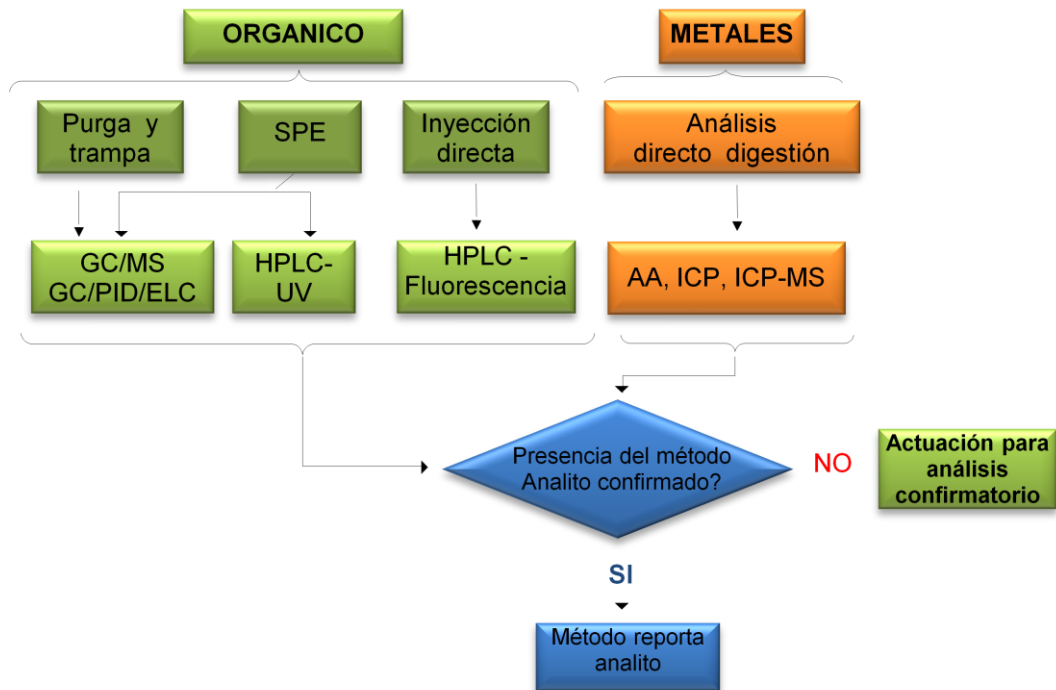 ORGANICO
METALES
Purga y
trampa
SPE
Inyección
directa
Análisis
directo digestión
GC/MS
GC/PID/ELC
HPLC-
UV
HPLC -
Fluorescencia
AA, ICP, ICP-MS
Presencia del método
Analito confirmado?
NO
Actuación para
análisis
confirmatorio
SI
Método reporta
analito